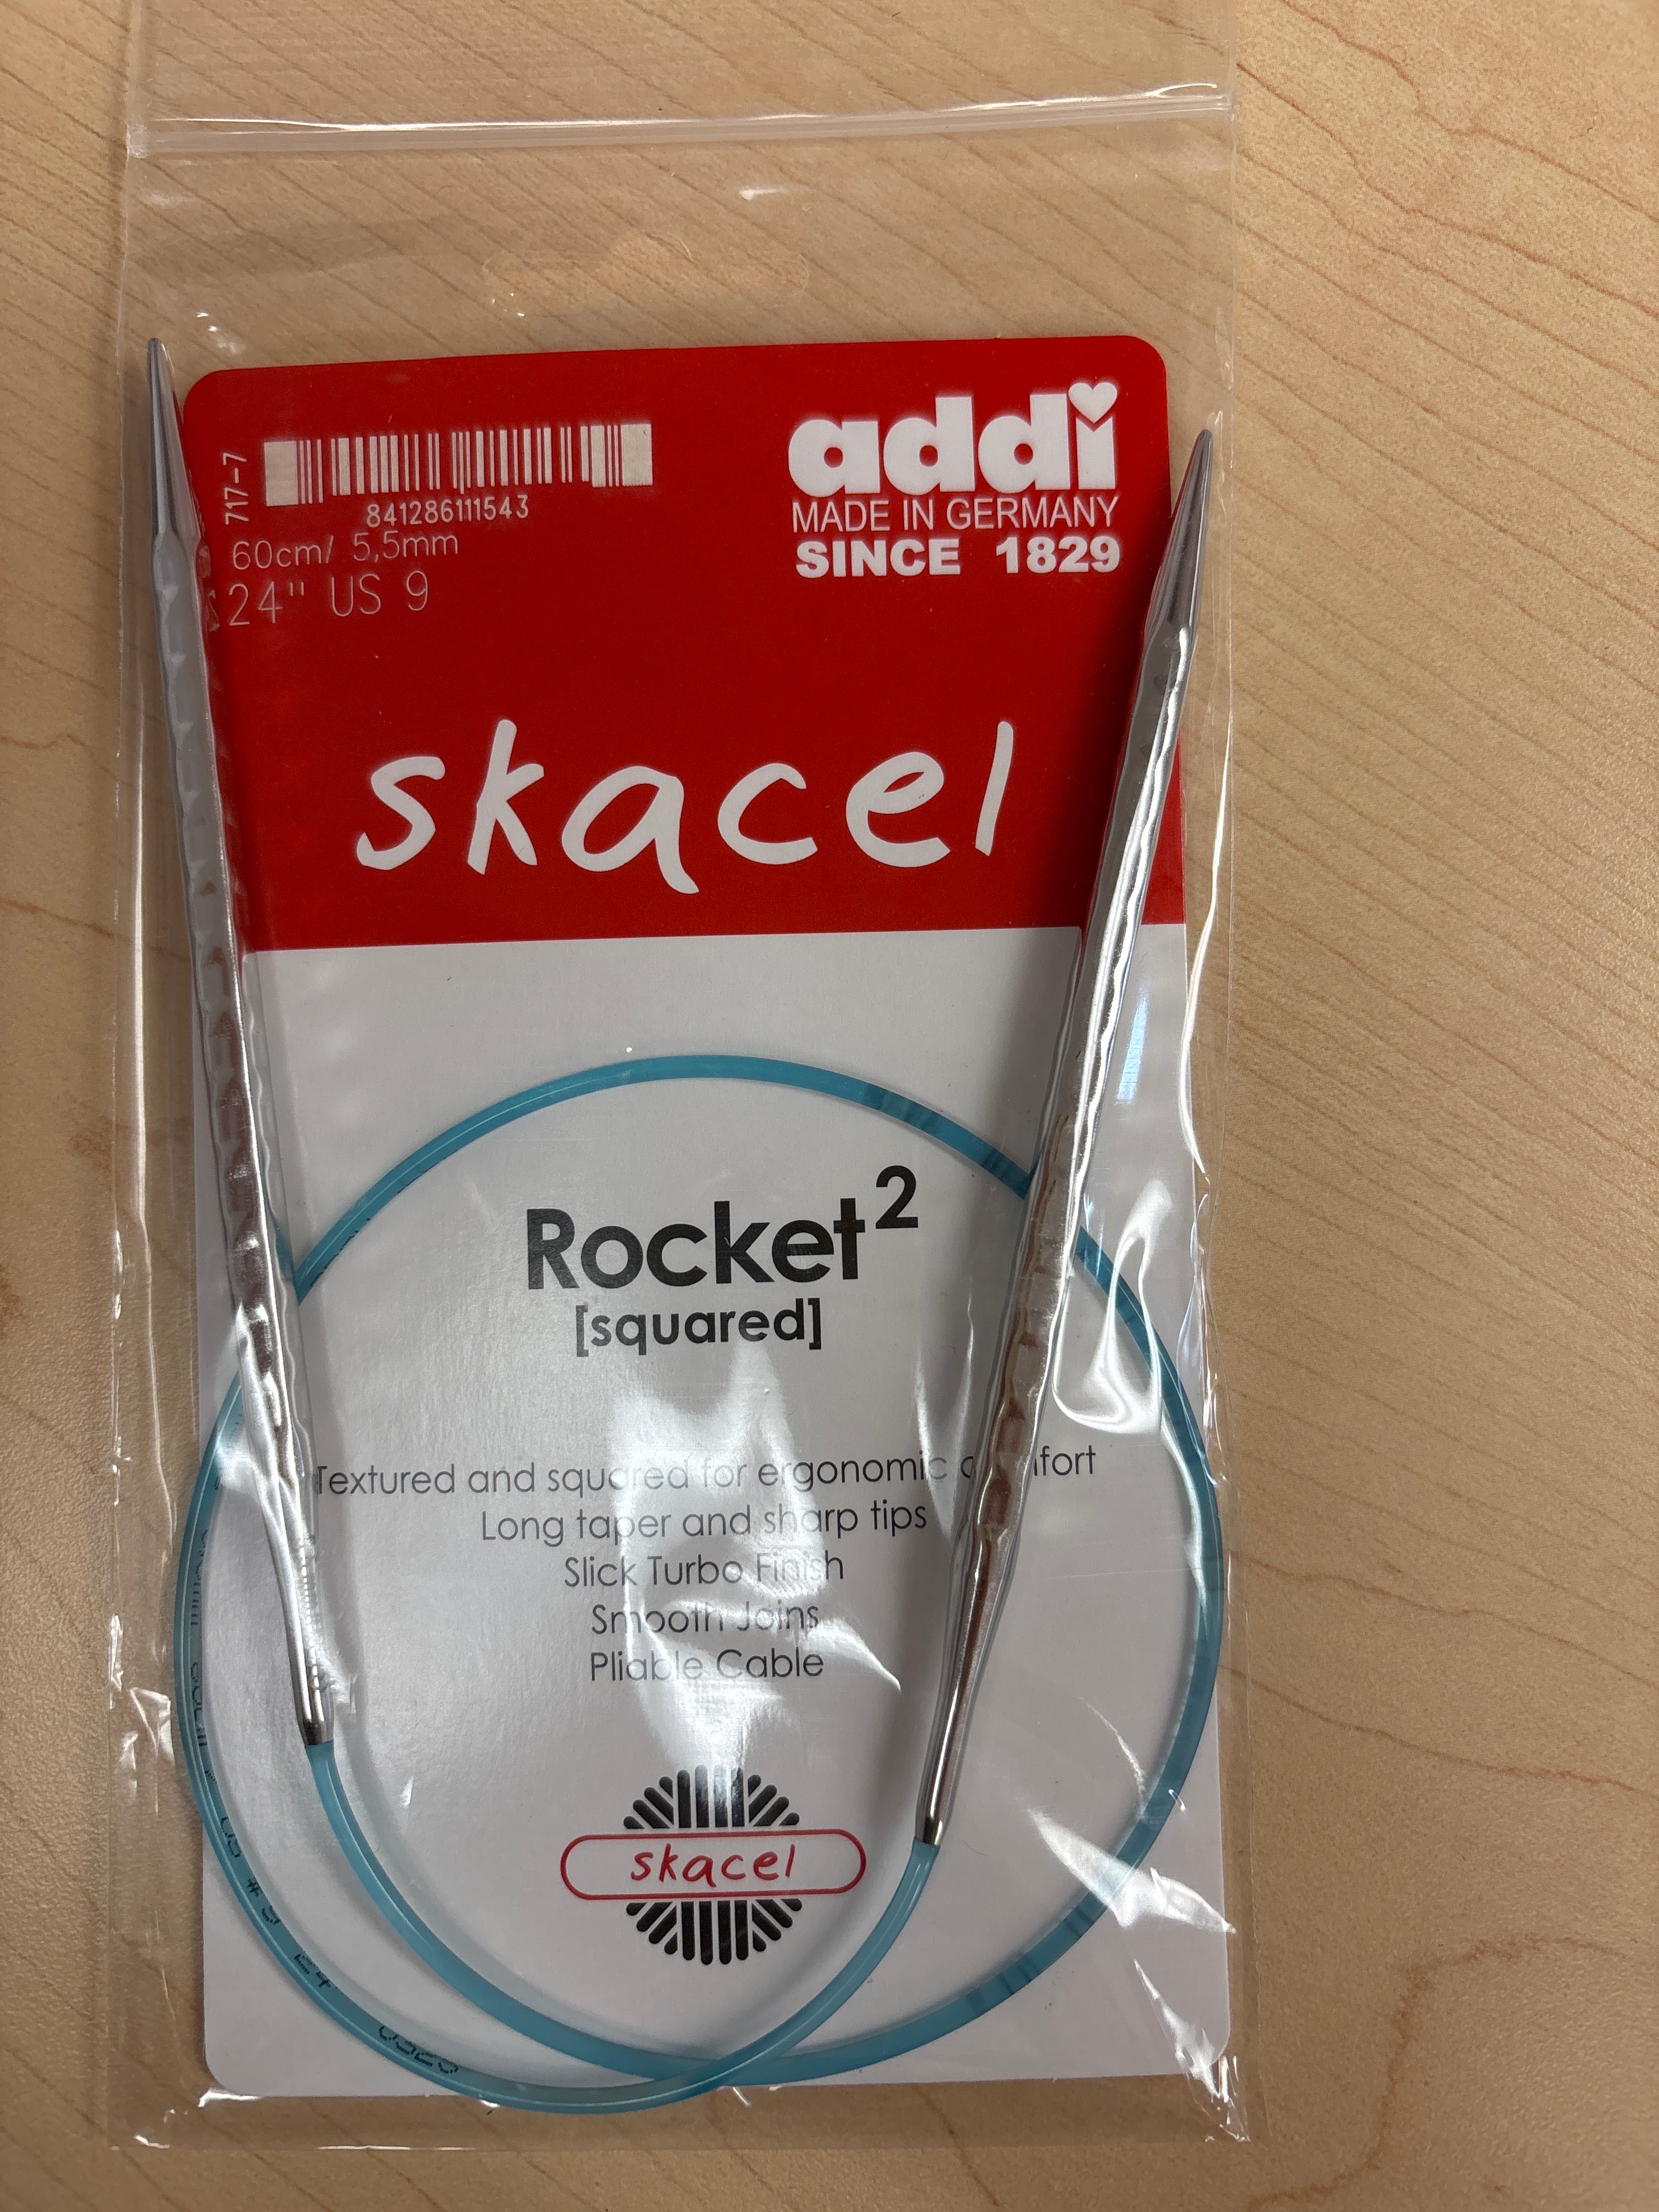 717-7
841286111543
60cm/ 5,5mm
24" US 9
addi
MADE IN GERMANY
SINCE 1829
skacel
Rocket²
[squared]
Textured and squared for ergonomic
Long taper and sharp tips
Slick Turbo Finish
Smooth Joins
Pliable Cable
skacel